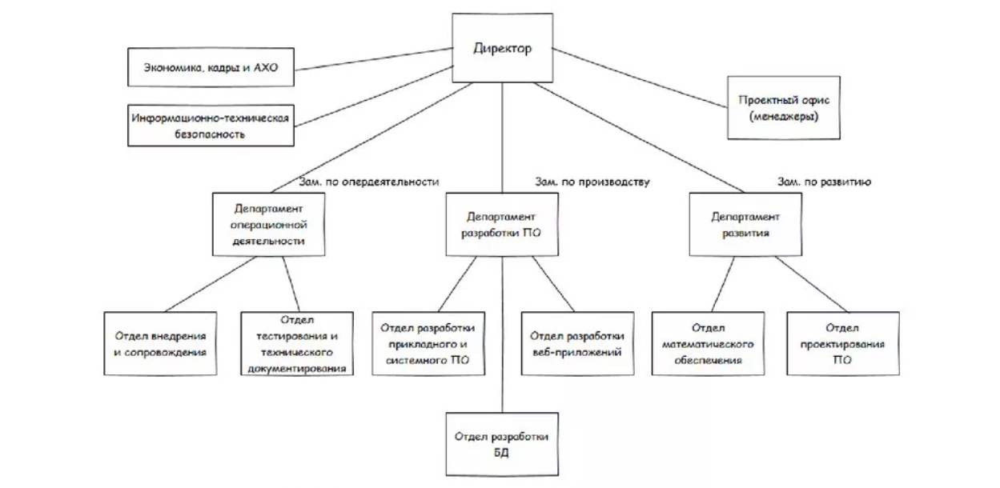 Директор
Экономика, кадры и АХО
Проектный офис
(менеджеры)
Информационно-техническая
безопасность
Зам. по опердеятельности
Зам. по производству
Зам. по развитию
Департамент
операционной
деятельности
Департамент
разработки ПО
Департамент
развития
Отдел внедрения
и сопровождения
Отдел
тестирования и
технического
документирования
Отдел разработки
прикладного и
системного ПО
Отдел разработки
веб-приложений
Отдел
математического
обеспечения
Отдел
проектирования
ПО
Отдел разработки
БД